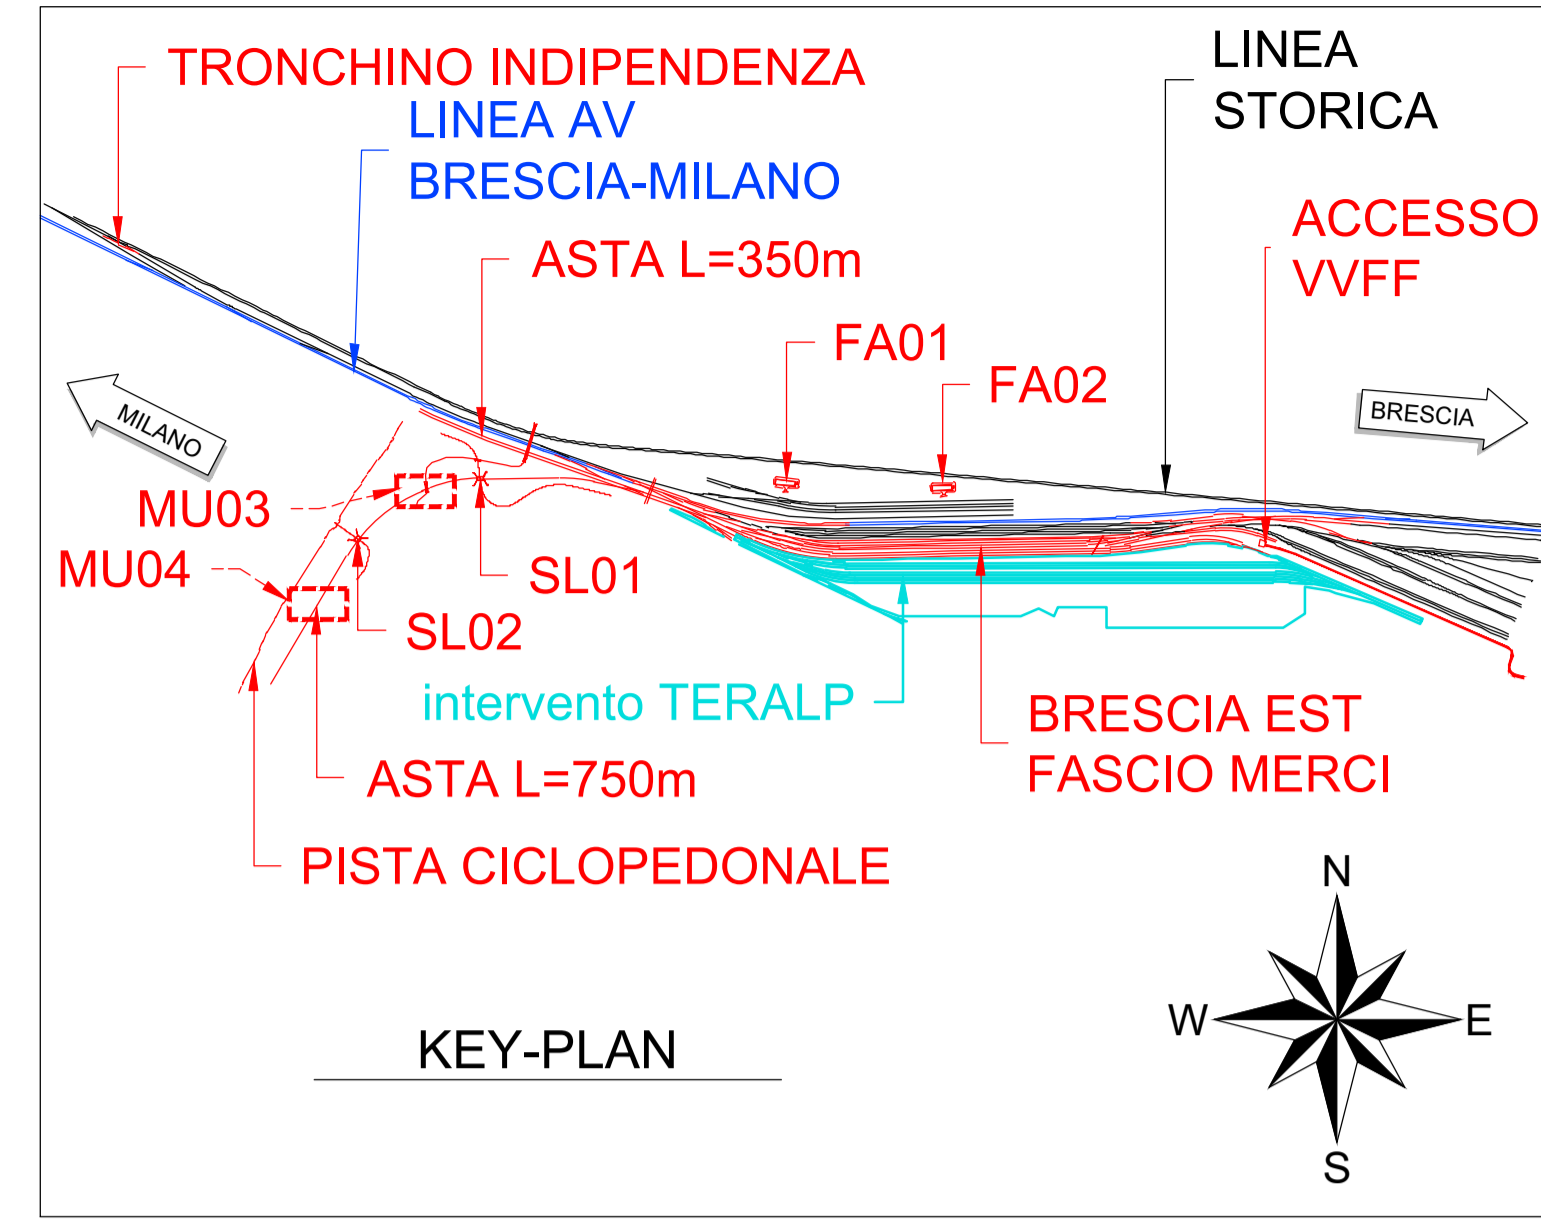 TRONCHINO INDIPENDENZA
LINEA AV
BRESCIA-MILANO
LINEA
STORICA
ASTA L=350m
ACCESSO
VVFF
FA01
FA02
MILANO
BRESCIA
MU03
MU04
SL01
SL02
intervento TERALP
BRESCIA EST
FASCIO MERCI
ASTA L=750m
PISTA CICLOPEDONALE
KEY-PLAN
N
W
E
S